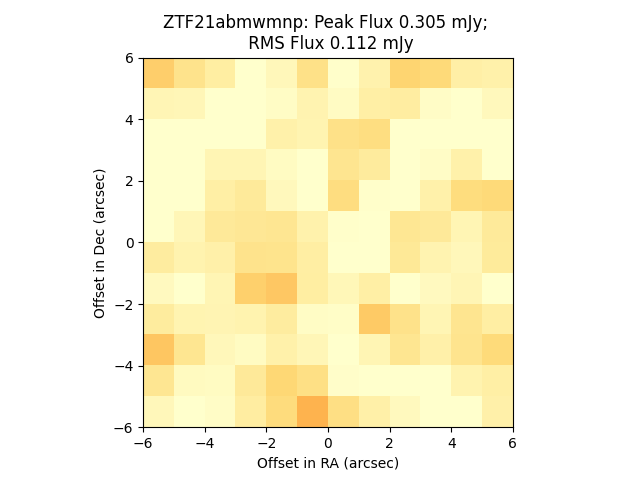 ZTF21abmwmnp: Peak Flux 0.305 mJy;
RMS Flux 0.112 mJy
6
4
2
0
−2
−4
−6
Offset in Dec (arcsec)
−6 −4 −2 0 2 4 6
Offset in RA (arcsec)